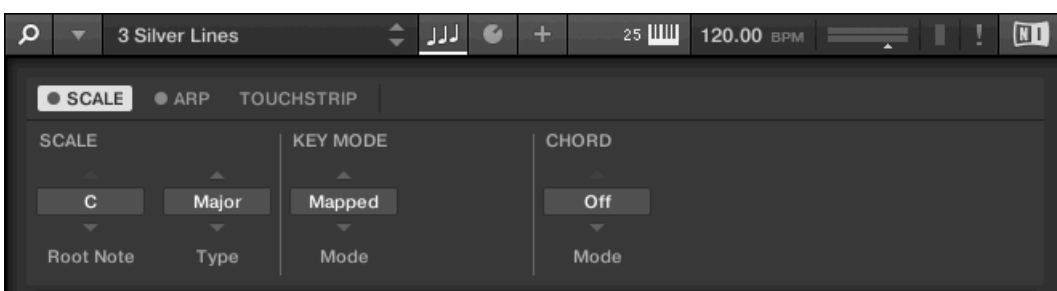 3 Silver Lines 25 120.00 BPM ! NI
SCALE ARP TOUCHSTRIP
SCALE KEY MODE CHORD
C Major Mapped Off
Root Note Type Mode Mode